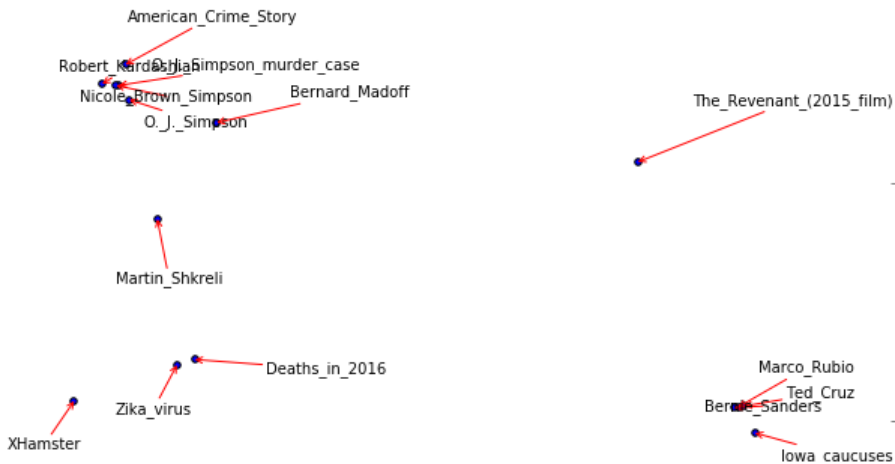 American_Crime_Story
Robert_Kardashian
O._J._Simpson_murder_case
Nicole_Brown_Simpson
Bernard_Madoff
The_Revenant_(2015_film)
O._J._Simpson
Martin_Shkreli
Marco_Rubio
Deaths_in_2016
Ted_Cruz
Bernie_Sanders
Zika_virus
XHamster
Iowa_caucuses